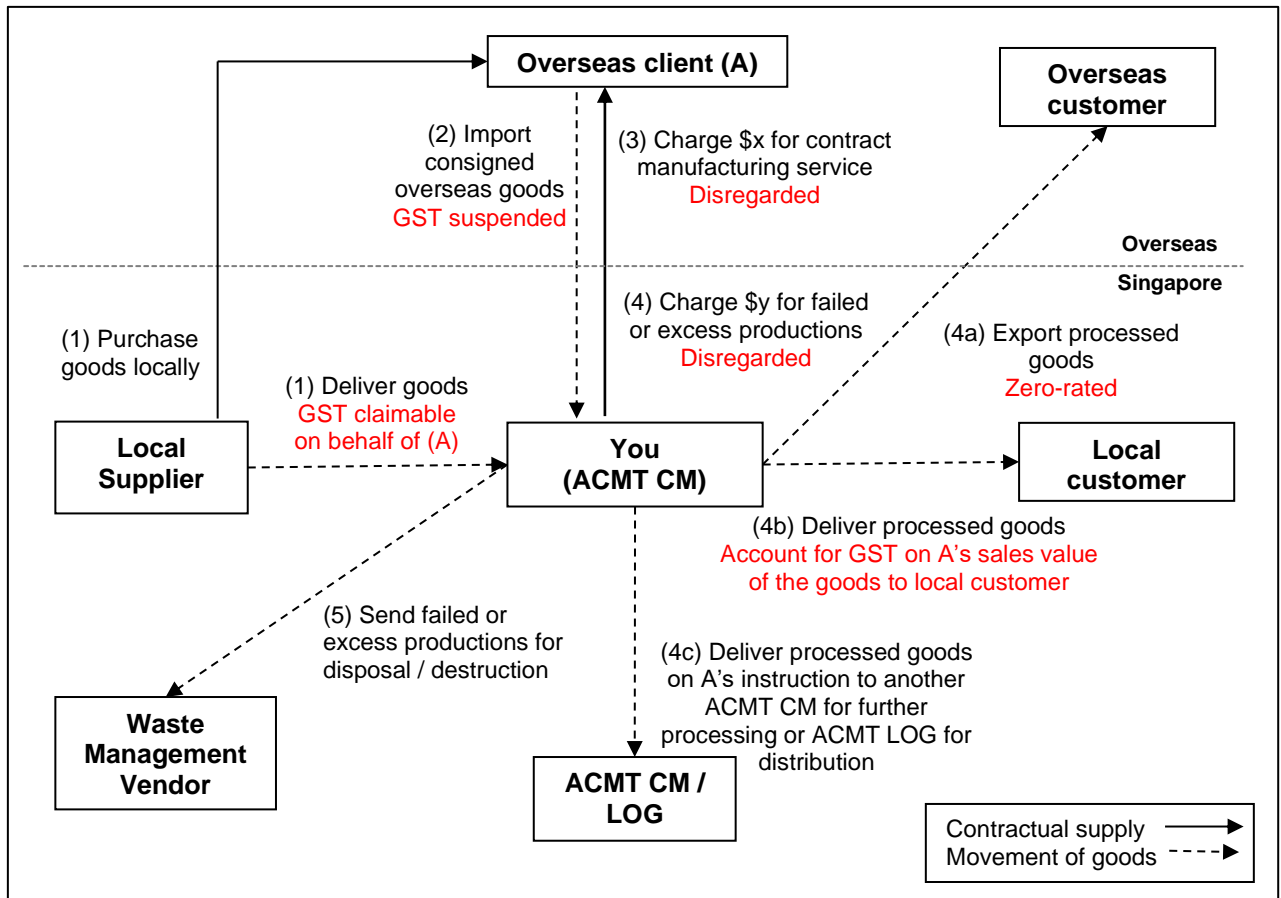 Overseas client (A)
Overseas
customer
(2) Import
consigned
overseas goods
GST suspended
(3) Charge $x for contract
manufacturing service
Disregarded
Overseas
Singapore
(1) Purchase
goods locally
(4) Charge $y for failed
or excess productions
Disregarded
(4a) Export processed
goods
Zero-rated
(1) Deliver goods
GST claimable
on behalf of (A)
Local
Supplier
You
(ACMT CM)
Local
customer
(4b) Deliver processed goods
Account for GST on A's sales value
of the goods to local customer
(5) Send failed or
excess productions for
disposal / destruction
(4c) Deliver processed goods
on A's instruction to another
ACMT CM for further
processing or ACMT LOG for
distribution
Waste
Management
Vendor
ACMT CM /
LOG
Contractual supply
Movement of goods